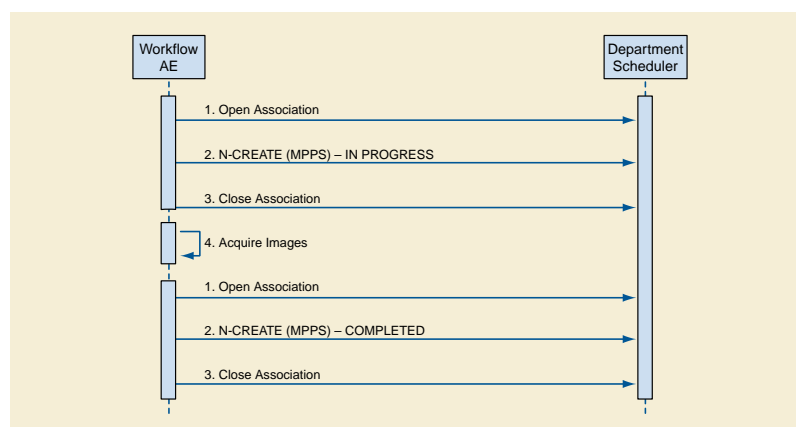 Workflow
AE
Department
Scheduler
1. Open Association
2. N-CREATE (MPPS) – IN PROGRESS
3. Close Association
4. Acquire Images
1. Open Association
2. N-CREATE (MPPS) – COMPLETED
3. Close Association